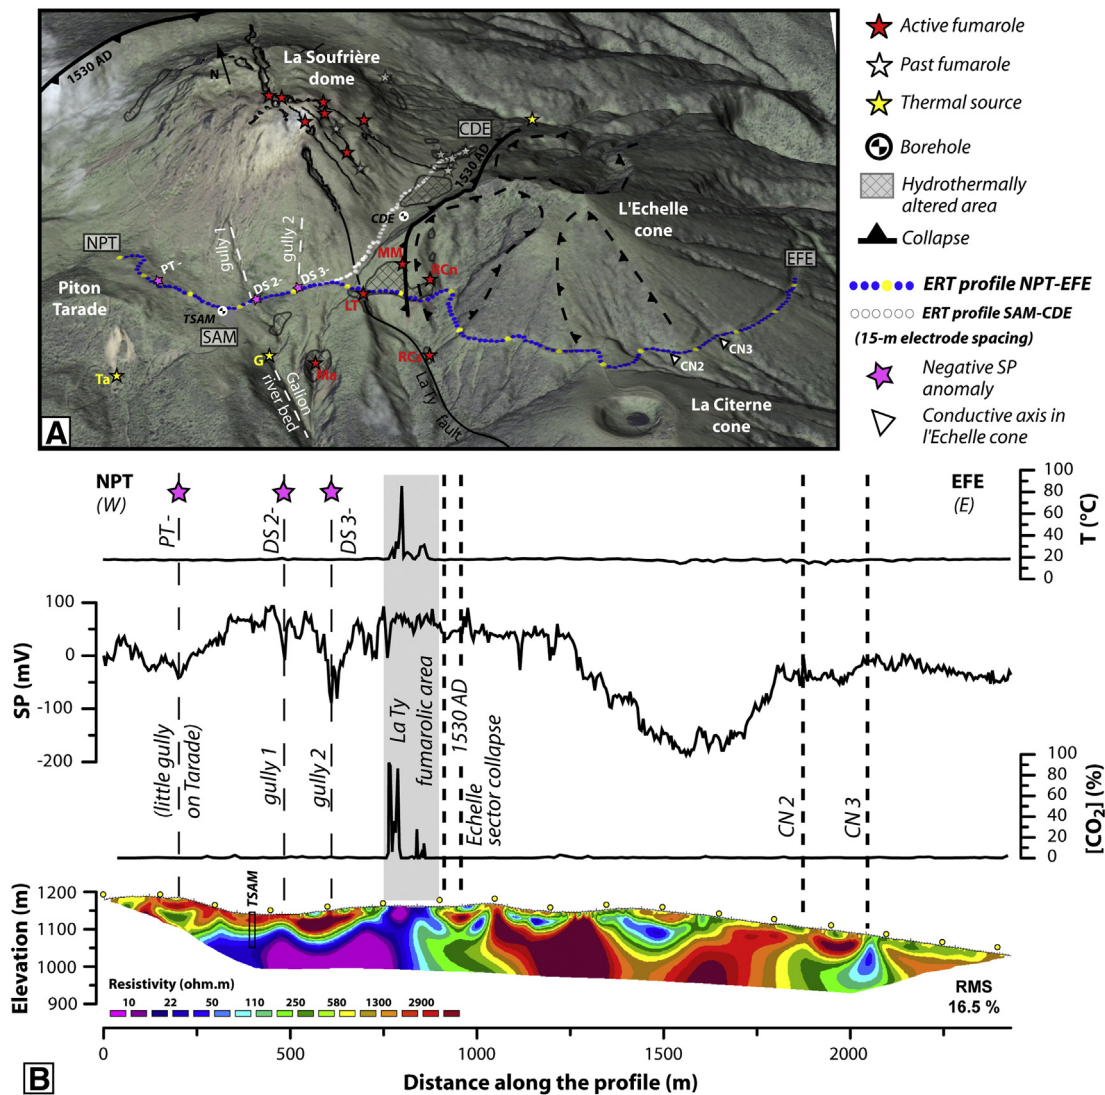 1530 AD
N
La Soufrière
dome
CDE
1530 AD
CDE
L'Echelle
cone
NPT
PT -
gully 1
gully 2
DS 2-
DS 3-
MM
RCn
EFE
Piton
Tarade
TSAM
SAM
LT
G
Ma
Ta
Galion
river bed
La Ty
fault
CN3
CN2
La Citerne
cone
A
Active fumarole
Past fumarole
Thermal source
Borehole
Hydrothermally
altered area
Collapse
ERT profile NPT-EFE
ERT profile SAM-CDE
(15-m electrode spacing)
Negative SP
anomaly
Conductive axis in
l'Echelle cone
NPT
(W)
PT -
DS 2-
DS 3-
EFE
(E)
100
80
60
40
20
0
T (°C)
100
0
-100
-200
SP (mV)
(little gully
on Tarade)
gully 1
gully 2
La Ty
fumarolic area
1530 AD
Echelle
sector collapse
CN 2
CN 3
100
80
60
40
20
0
[CO2] (%)
1200
1100
1000
900
Elevation (m)
TSAM
Resistivity (ohm.m)
10 22 50 110 250 580 1300 2900
RMS
16.5 %
0 500 1000 1500 2000
Distance along the profile (m)
B